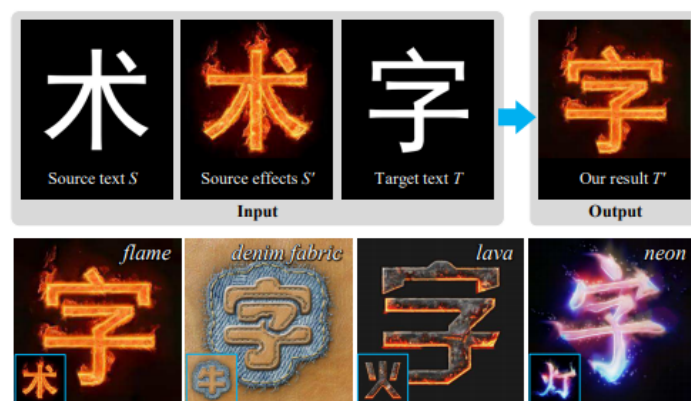 术
术
字
字
Source text S
Source effects S'
Target text T
Our result T'
Input
Output
flame
denim fabric
lava
neon
字
字
字
字
术
火
灯